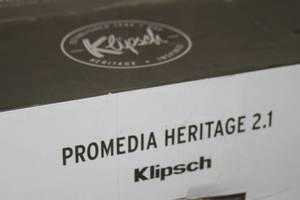 Klipsch
HERITAGE
PROMEDIA HERITAGE 2.1
Klipsch